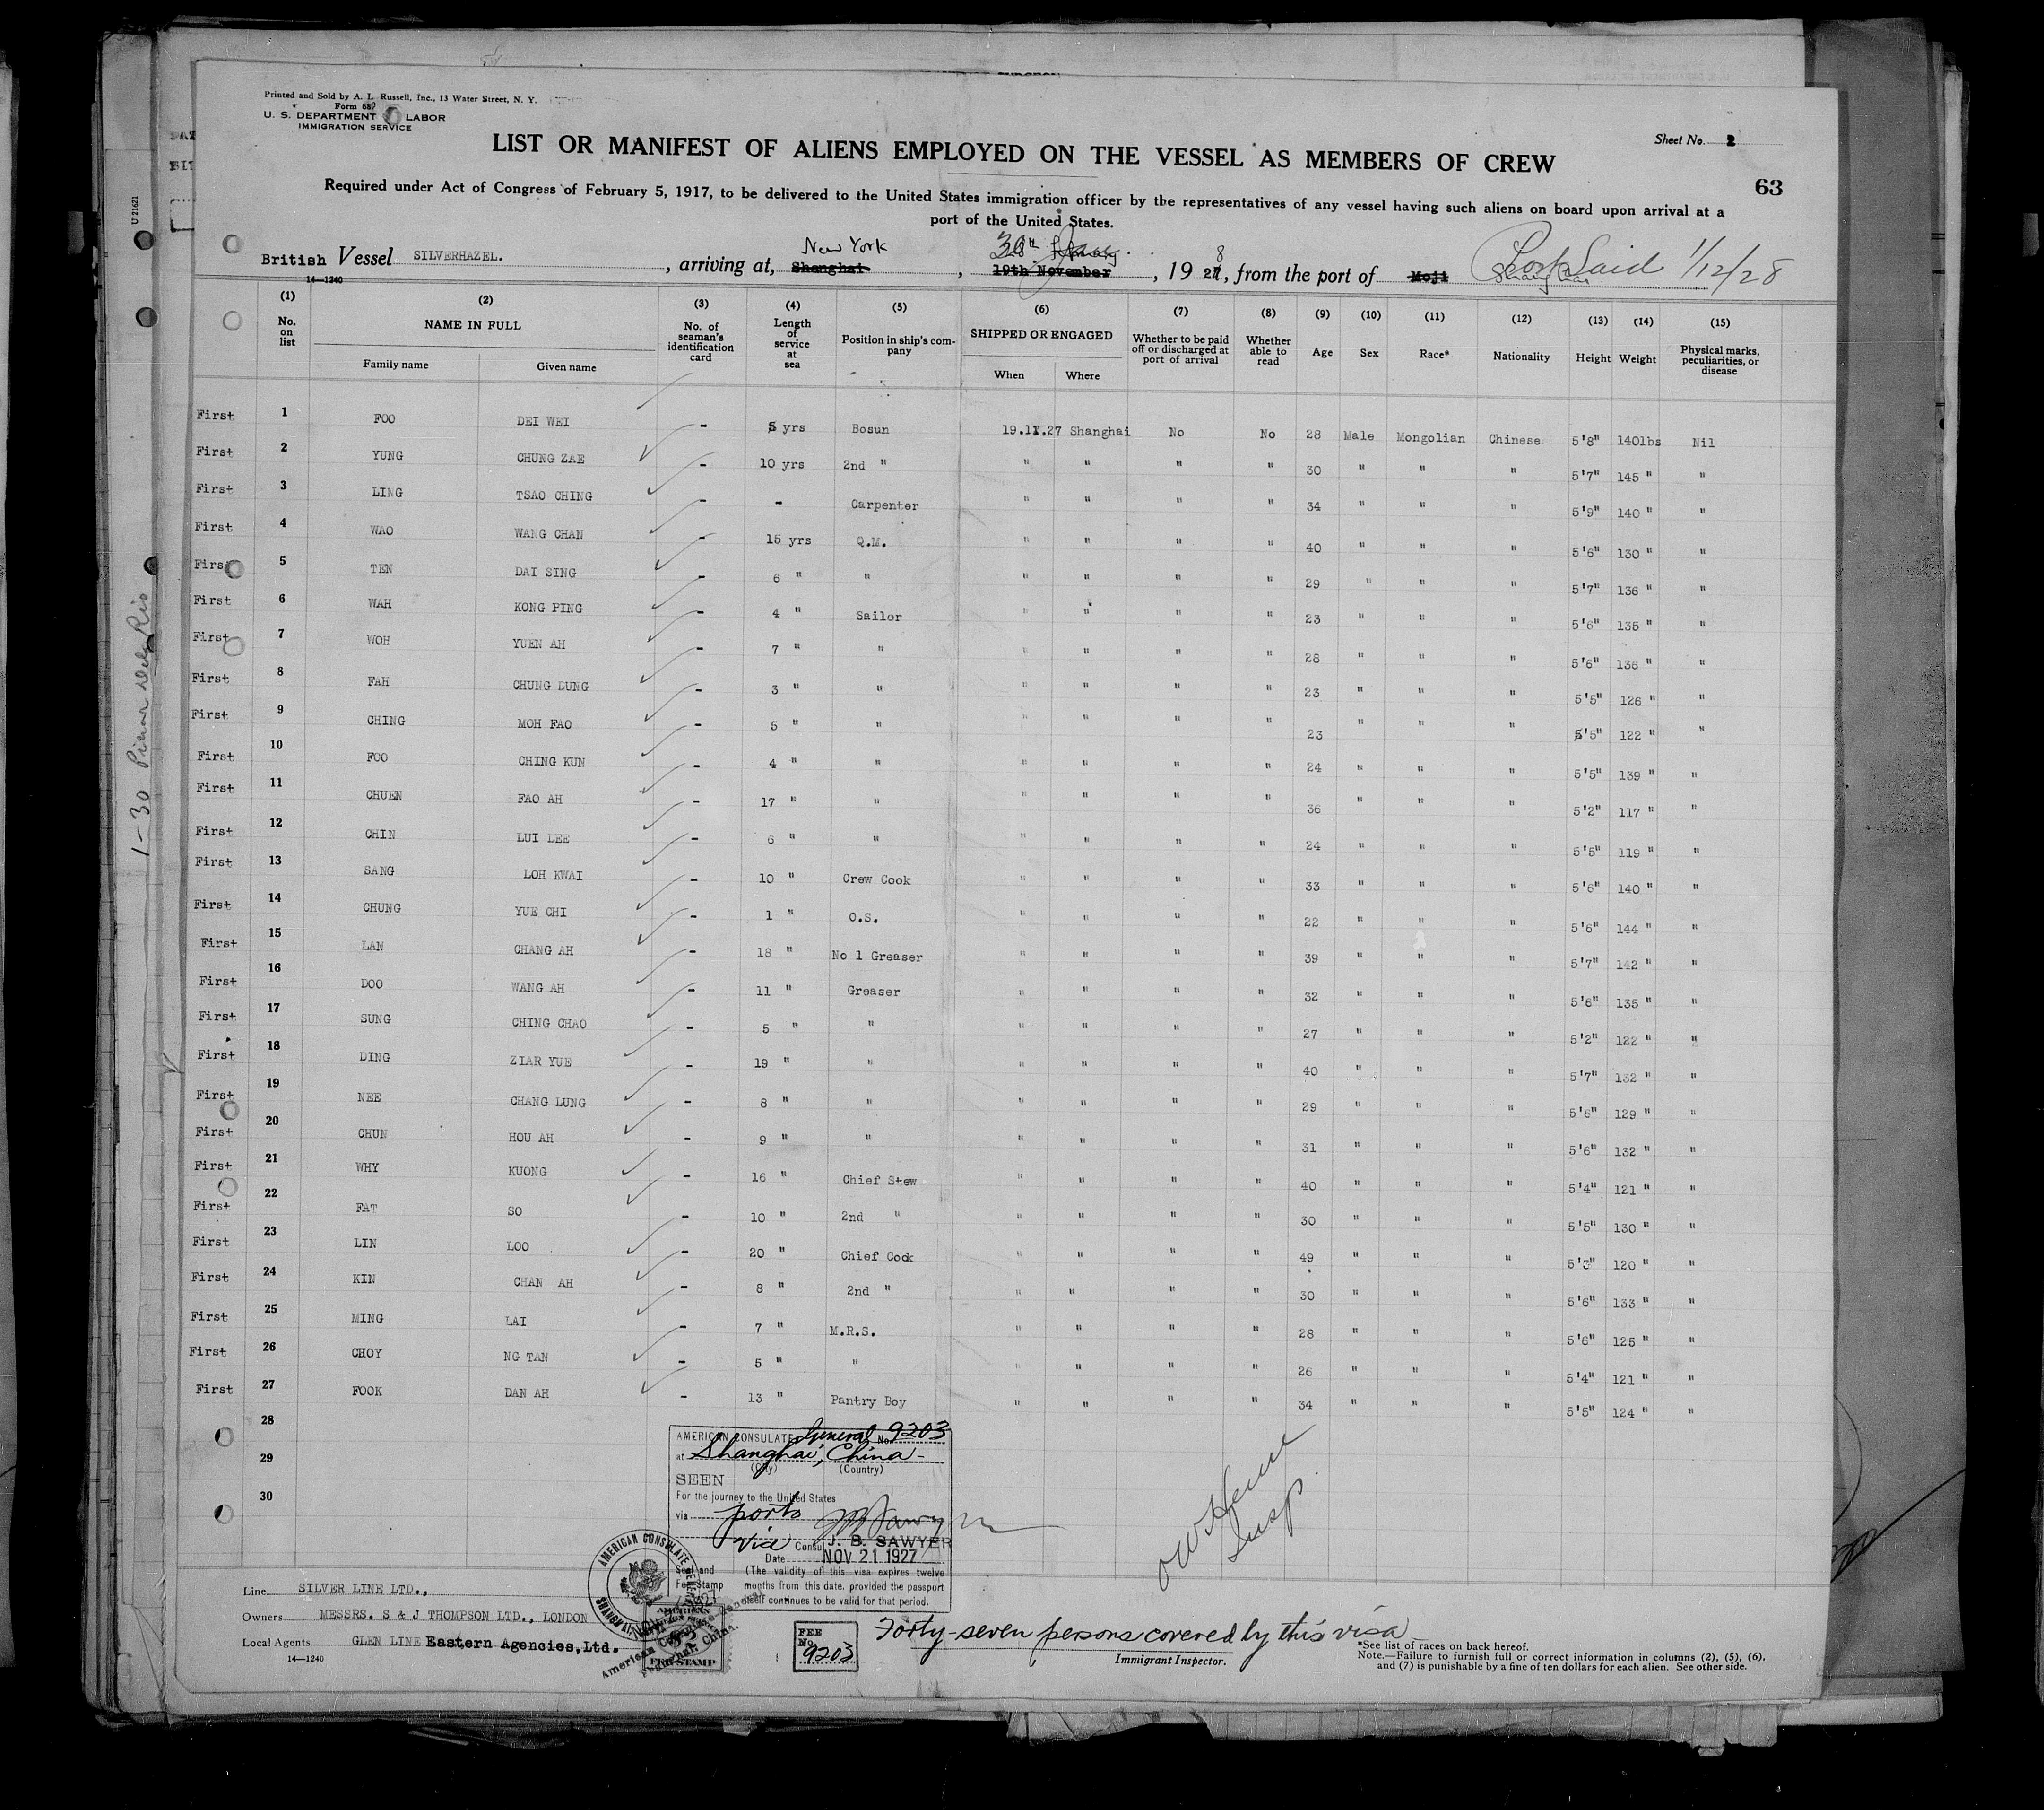 Printed and Sold by A. L. Russell, Inc., 13 Water Street, N. Y.
Form 689
U. S. DEPARTMENT OF LABOR
IMMIGRATION SERVICE
Sheet No. 2
LIST OR MANIFEST OF ALIENS EMPLOYED ON THE VESSEL AS MEMBERS OF CREW
63
Required under Act of Congress of February 5, 1917, to be delivered to the United States immigration officer by the representatives of any vessel having such aliens on board upon arrival at a
port of the United States.
British Vessel SILVERHAZEL. , arriving at, Shanghai New York , 19th November , 1928 , from the port of Moji Shanghai Port Said 1/12/28
14—1240
(1) (2) (3) (4) (5) (6) (7) (8) (9) (10) (11) (12) (13) (14) (15)
No. on list NAME IN FULL Family name Given name No. of seaman's identification card Length of service at sea Position in ship's company SHIPPED OR ENGAGED When Where Whether to be paid off or discharged at port of arrival Whether able to read Age Sex Race* Nationality Height Weight Physical marks, peculiarities, or disease
First 1 FOO DEI WEI - 5 yrs Bosun 19.11.27 Shanghai No No 28 Male Mongolian Chinese 5'8" 140lbs Nil
First 2 YUNG CHUNG ZAE - 10 yrs 2nd " " " " " 30 " " " 5'7" 145 " "
First 3 LING TSAO CHING - - Carpenter " " " " 34 " " " 5'9" 140 " "
First 4 WAO WANG CHAN - 15 yrs Q.M. " " " " 40 " " " 5'6" 130 " "
First 5 TEN DAI SING - 6 " " " " " " 29 " " " 5'7" 136 " "
First 6 WAH KONG PING - 4 " Sailor " " " " 23 " " " 5'6" 135 " "
First 7 WOH YUEN AH - 7 " " " " " " 28 " " " 5'6" 136 " "
First 8 FAH CHUNG DUNG - 3 " " " " " " 23 " " " 5'5" 126 " "
First 9 CHING MOH FAO - 5 " " " " " " 23 " " " 5'5" 122 " "
First 10 FOO CHING KUN - 4 " " " " " " 24 " " " 5'5" 139 " "
First 11 CHUEN FAO AH - 17 " " " " " " 36 " " " 5'2" 117 " "
First 12 CHIN LUI LEE - 6 " " " " " " 24 " " " 5'5" 119 " "
First 13 SANG LOH KWAI - 10 " Crew Cook " " " " 33 " " " 5'6" 140 " "
First 14 CHUNG YUE CHI - 1 " O.S. " " " " 22 " " " 5'6" 144 " "
First 15 LAN CHANG AH - 18 " No 1 Greaser " " " " 39 " " " 5'7" 142 " "
First 16 DOO WANG AH - 11 " Greaser " " " " 32 " " " 5'6" 135 " "
First 17 SUNG CHING CHAO - 5 " " " " " " 27 " " " 5'2" 122 " "
First 18 DING ZIAR YUE - 19 " " " " " " 40 " " " 5'7" 132 " "
First 19 NEE CHANG LUNG - 8 " " " " " " 29 " " " 5'6" 129 " "
First 20 CHUN HOU AH - 9 " " " " " " 31 " " " 5'6" 132 " "
First 21 WHY KUONG 16 " Chief Stew " " " " 40 " " " 5'4" 121 " "
First 22 FAT SO - 10 " 2nd " " " " " 30 " " " 5'5" 130 " "
First 23 LIN LOO - 20 " Chief Cook " " " " 49 " " " 5'3" 120 " "
First 24 KIN CHAN AH - 8 " 2nd " " " " " 30 " " " 5'6" 133 " "
First 25 MING LAI - 7 " M.R.S. " " " " 28 " " " 5'6" 125 " "
First 26 CHOY NG TAN - 5 " " " " " " 26 " " " 5'4" 121 " "
First 27 FOOK DAN AH - 13 " Pantry Boy " " " " 34 " " " 5'5" 124 " "
28
29
30
AMERICAN CONSULATE General No. 9203
at Shanghai, China
(City) (Country)
SEEN
For the journey to the United States
via ports
Vice Consul J. B. SAWYER
Date NOV 21 1927
Seal and Fee Stamp
(The validity of this visa expires twelve
months from this date, provided the passport
itself continues to be valid for that period.
AMERICAN CONSULATE GENERAL SHANGHAI
Insp.
Line SILVER LINE LTD.,
Owners MESSRS. S & J THOMPSON LTD., LONDON
Local Agents GLEN LINE Eastern Agencies, Ltd.
14—1240
FEE No. 9203
Forty-seven persons covered by this visa
Immigrant Inspector.
*See list of races on back hereof.
Note.—Failure to furnish full or correct information in columns (2), (5), (6),
and (7) is punishable by a fine of ten dollars for each alien. See other side.
1-30 Pinar del Rio
U 21621